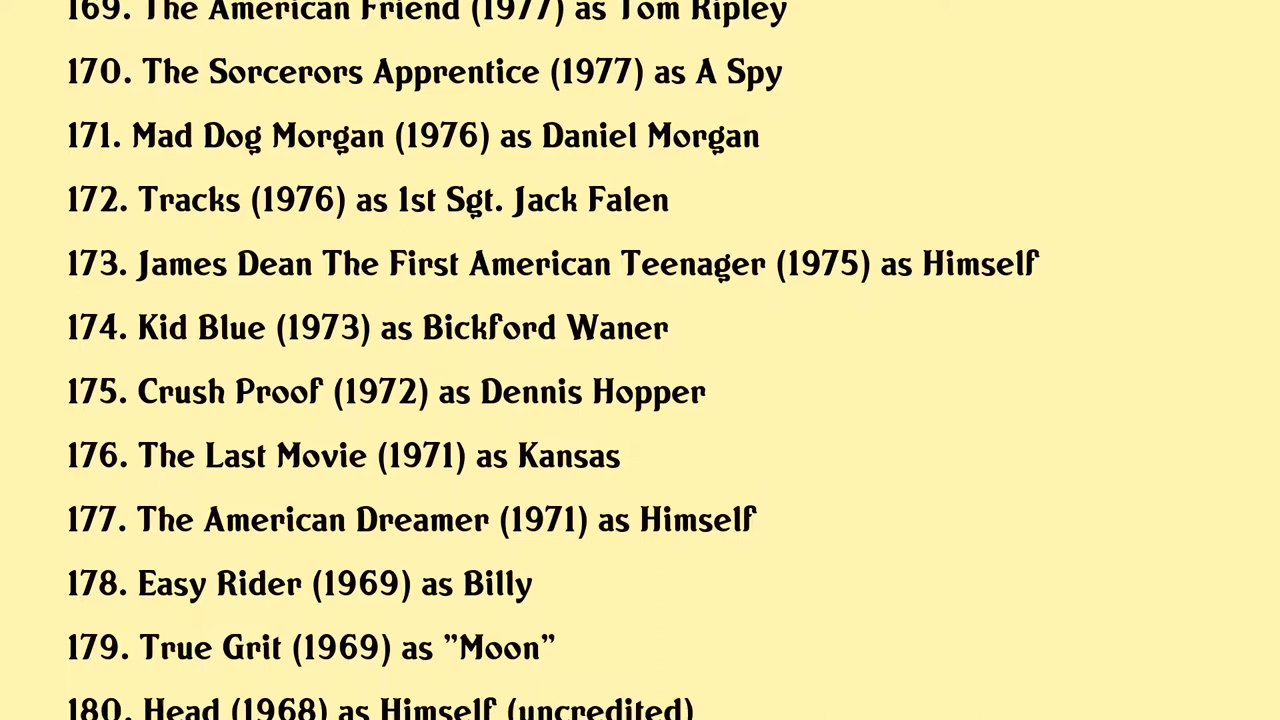 169. The American Friend (1977) as Tom Ripley
170. The Sorcerors Apprentice (1977) as A Spy
171. Mad Dog Morgan (1976) as Daniel Morgan
172. Tracks (1976) as 1st Sgt. Jack Falen
173. James Dean The First American Teenager (1975) as Himself
174. Kid Blue (1973) as Bickford Waner
175. Crush Proof (1972) as Dennis Hopper
176. The Last Movie (1971) as Kansas
177. The American Dreamer (1971) as Himself
178. Easy Rider (1969) as Billy
179. True Grit (1969) as "Moon"
180. Head (1968) as Himself (uncredited)